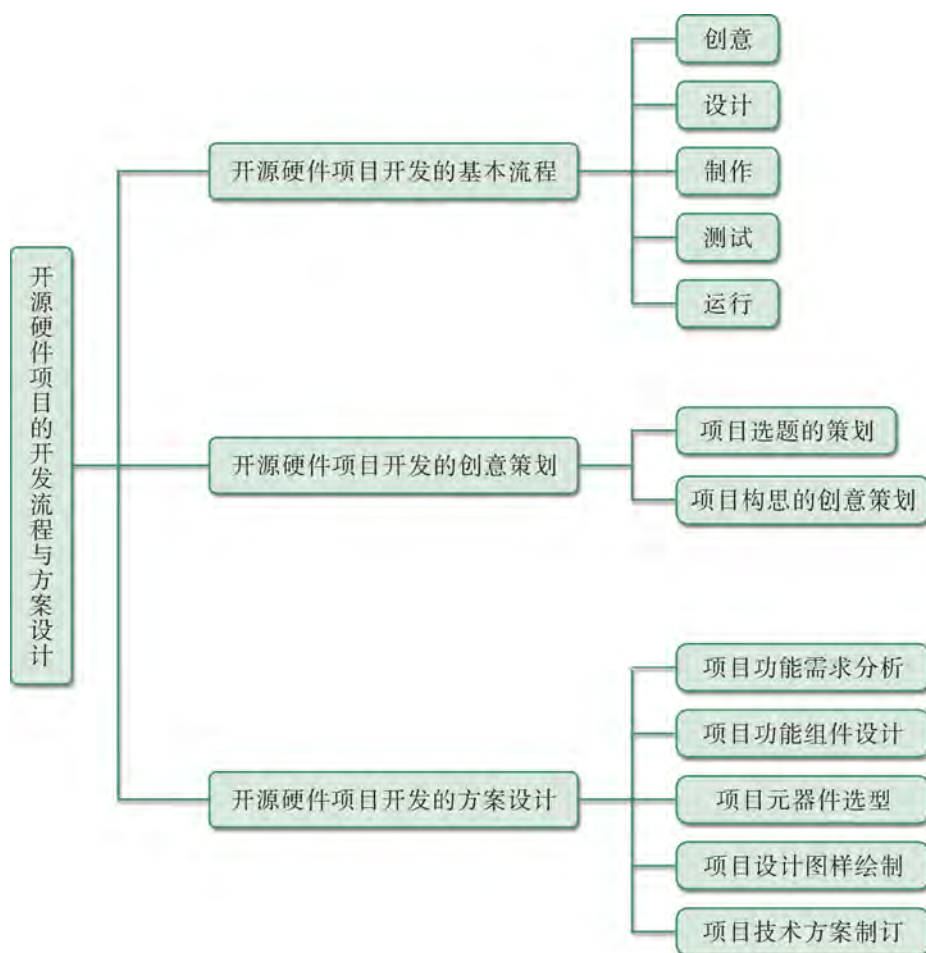 开源硬件项目的开发流程与方案设计
开源硬件项目开发的基本流程
创意
设计
制作
测试
运行
开源硬件项目开发的创意策划
项目选题的策划
项目构思的创意策划
开源硬件项目开发的方案设计
项目功能需求分析
项目功能组件设计
项目元器件选型
项目设计图样绘制
项目技术方案制订